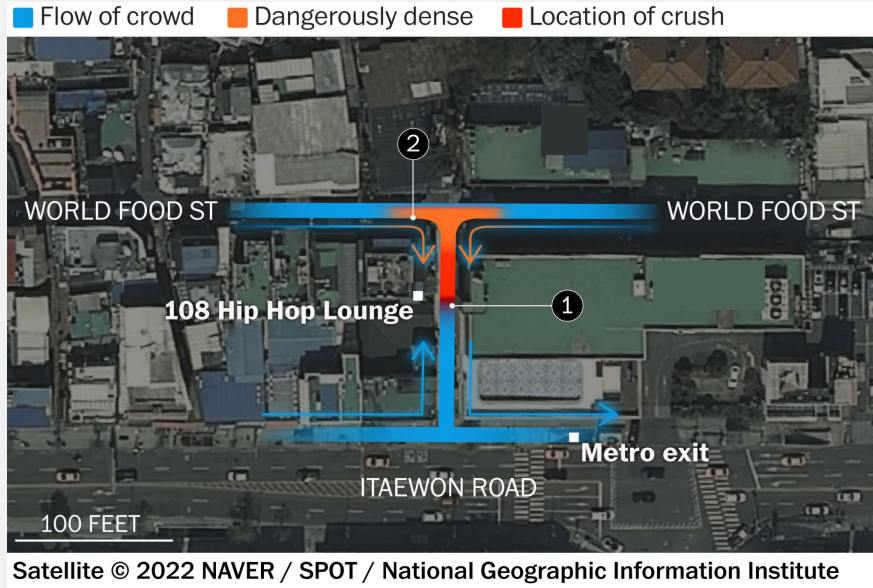 Flow of crowd Dangerously dense Location of crush
2
WORLD FOOD ST WORLD FOOD ST
108 Hip Hop Lounge
1
Metro exit
ITAEWON ROAD
100 FEET
Satellite © 2022 NAVER / SPOT / National Geographic Information Institute